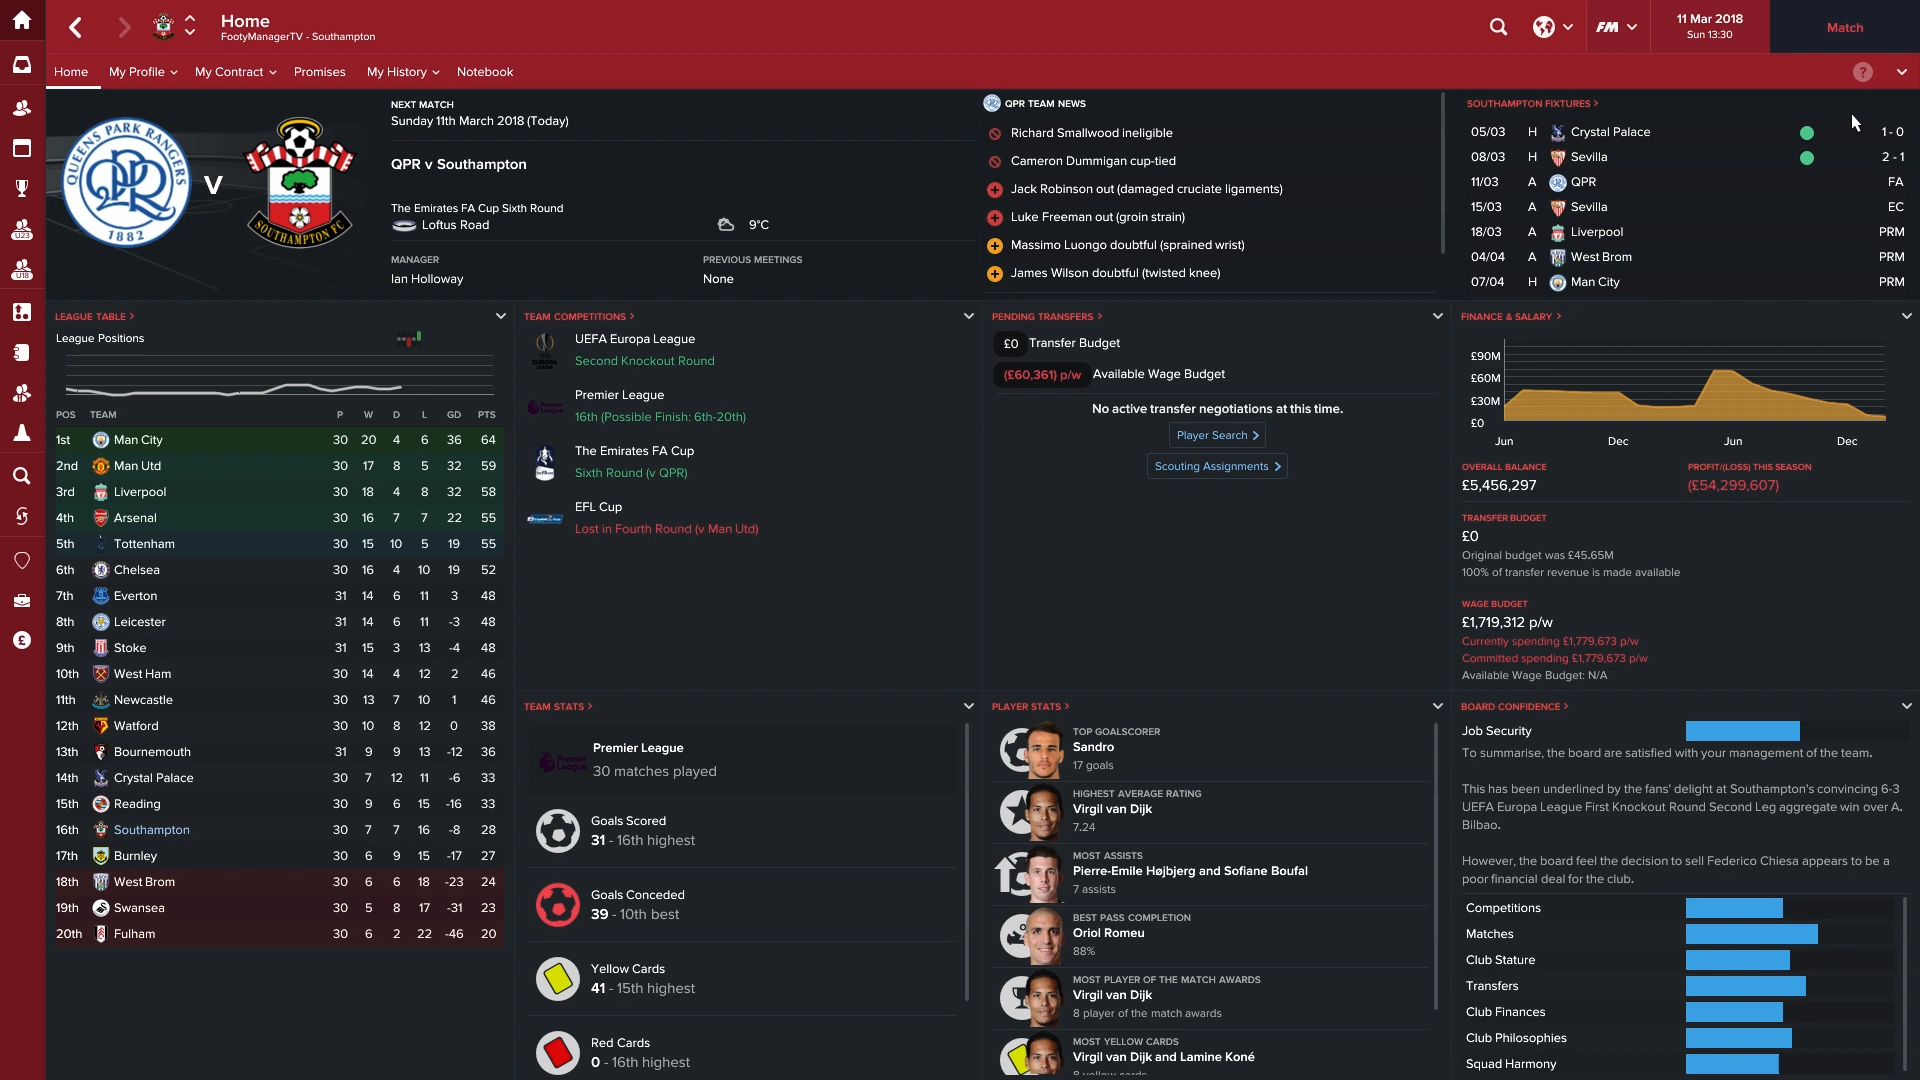 Home
FootyManagerTV - Southampton
FM
11 Mar 2018
Sun 13:30
Match
Home
My Profile
My Contract
Promises
My History
Notebook
?
QUEENS PARK RANGERS
1882
V
SOUTHAMPTON FC
NEXT MATCH
Sunday 11th March 2018 (Today)
QPR v Southampton
The Emirates FA Cup Sixth Round
Loftus Road
9°C
MANAGER
Ian Holloway
PREVIOUS MEETINGS
None
QPR TEAM NEWS
Richard Smallwood ineligible
Cameron Dummigan cup-tied
Jack Robinson out (damaged cruciate ligaments)
Luke Freeman out (groin strain)
Massimo Luongo doubtful (sprained wrist)
James Wilson doubtful (twisted knee)
SOUTHAMPTON FIXTURES >
05/03 H Crystal Palace 1 - 0
08/03 H Sevilla 2 - 1
11/03 A QPR FA
15/03 A Sevilla EC
18/03 A Liverpool PRM
04/04 A West Brom PRM
07/04 H Man City PRM
LEAGUE TABLE >
League Positions
POS TEAM P W D L GD PTS
1st Man City 30 20 4 6 36 64
2nd Man Utd 30 17 8 5 32 59
3rd Liverpool 30 18 4 8 32 58
4th Arsenal 30 16 7 7 22 55
5th Tottenham 30 15 10 5 19 55
6th Chelsea 30 16 4 10 19 52
7th Everton 31 14 6 11 3 48
8th Leicester 31 14 6 11 -3 48
9th Stoke 31 15 3 13 -4 48
10th West Ham 30 14 4 12 2 46
11th Newcastle 30 13 7 10 1 46
12th Watford 30 10 8 12 0 38
13th Bournemouth 31 9 9 13 -12 36
14th Crystal Palace 30 7 12 11 -6 33
15th Reading 30 9 6 15 -16 33
16th Southampton 30 7 7 16 -8 28
17th Burnley 30 6 9 15 -17 27
18th West Brom 30 6 6 18 -23 24
19th Swansea 30 5 8 17 -31 23
20th Fulham 30 6 2 22 -46 20
TEAM COMPETITIONS >
UEFA Europa League
Second Knockout Round
Premier League
16th (Possible Finish: 6th-20th)
The Emirates FA Cup
Sixth Round (v QPR)
EFL Cup
Lost in Fourth Round (v Man Utd)
PENDING TRANSFERS >
£0 Transfer Budget
(£60,361) p/w Available Wage Budget
No active transfer negotiations at this time.
Player Search >
Scouting Assignments >
FINANCE & SALARY >
£90M
£60M
£30M
£0
Jun Dec Jun Dec
OVERALL BALANCE
£5,456,297
PROFIT/(LOSS) THIS SEASON
(£54,299,607)
TRANSFER BUDGET
£0
Original budget was £45.65M
100% of transfer revenue is made available
WAGE BUDGET
£1,719,312 p/w
Currently spending £1,779,673 p/w
Committed spending £1,779,673 p/w
Available Wage Budget: N/A
TEAM STATS >
Premier League
30 matches played
Goals Scored
31 - 16th highest
Goals Conceded
39 - 10th best
Yellow Cards
41 - 15th highest
Red Cards
0 - 16th highest
PLAYER STATS >
TOP GOALSCORER
Sandro
17 goals
HIGHEST AVERAGE RATING
Virgil van Dijk
7.24
MOST ASSISTS
Pierre-Emile Højbjerg and Sofiane Boufal
7 assists
BEST PASS COMPLETION
Oriol Romeu
88%
MOST PLAYER OF THE MATCH AWARDS
Virgil van Dijk
8 player of the match awards
MOST YELLOW CARDS
Virgil van Dijk and Lamine Koné
8 yellow cards
BOARD CONFIDENCE >
Job Security
To summarise, the board are satisfied with your management of the team.
This has been underlined by the fans' delight at Southampton's convincing 6-3
UEFA Europa League First Knockout Round Second Leg aggregate win over A.
Bilbao.
However, the board feel the decision to sell Federico Chiesa appears to be a
poor financial deal for the club.
Competitions
Matches
Club Stature
Transfers
Club Finances
Club Philosophies
Squad Harmony